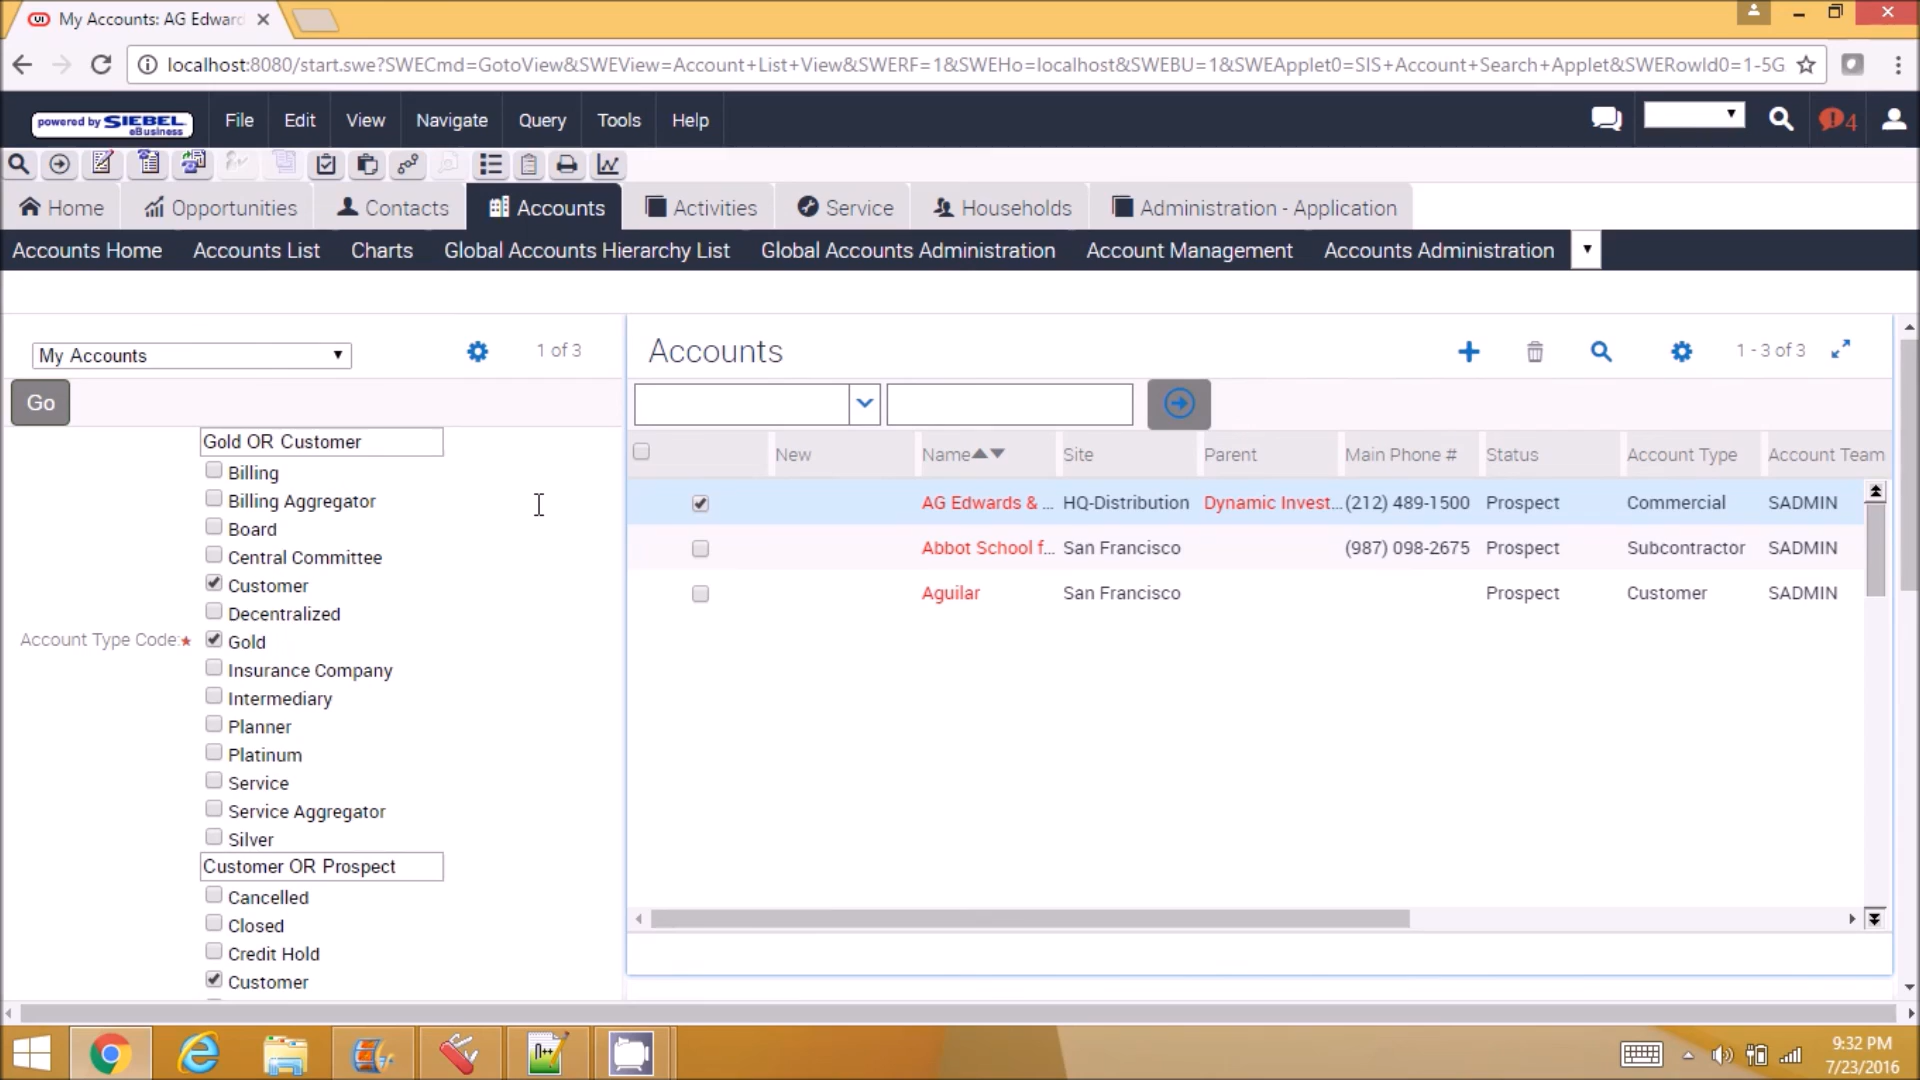 My Accounts: AG Edward
localhost:8080/start.swe?SWECmd=GotoView&SWEView=Account+List+View&SWERF=1&SWEHo=localhost&SWEBU=1&SWEApplet0=SIS+Account+Search+Applet&SWERowId0=1-5G
powered by SIEBEL eBusiness
File Edit View Navigate Query Tools Help
4
Home Opportunities Contacts Accounts Activities Service Households Administration - Application
Accounts Home Accounts List Charts Global Accounts Hierarchy List Global Accounts Administration Account Management Accounts Administration
My Accounts
1 of 3
Go
Gold OR Customer
Billing
Billing Aggregator
Board
Central Committee
Customer
Decentralized
Account Type Code:*
Gold
Insurance Company
Intermediary
Planner
Platinum
Service
Service Aggregator
Silver
Customer OR Prospect
Cancelled
Closed
Credit Hold
Customer
Accounts
1 - 3 of 3
New Name Site Parent Main Phone # Status Account Type Account Team
AG Edwards & ... HQ-Distribution Dynamic Invest... (212) 489-1500 Prospect Commercial SADMIN
Abbot School f... San Francisco (987) 098-2675 Prospect Subcontractor SADMIN
Aguilar San Francisco Prospect Customer SADMIN
9:32 PM
7/23/2016